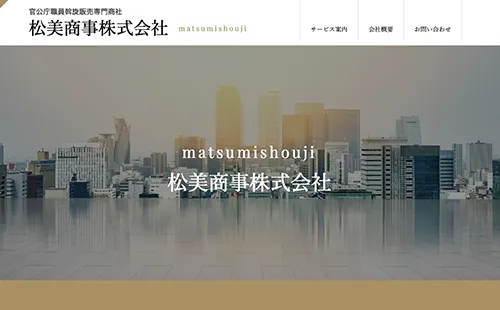 官公庁職員斡旋販売専門商社
松美商事株式会社 matsumishouji
サービス案内 会社概要 お問い合わせ
matsumishouji
松美商事株式会社